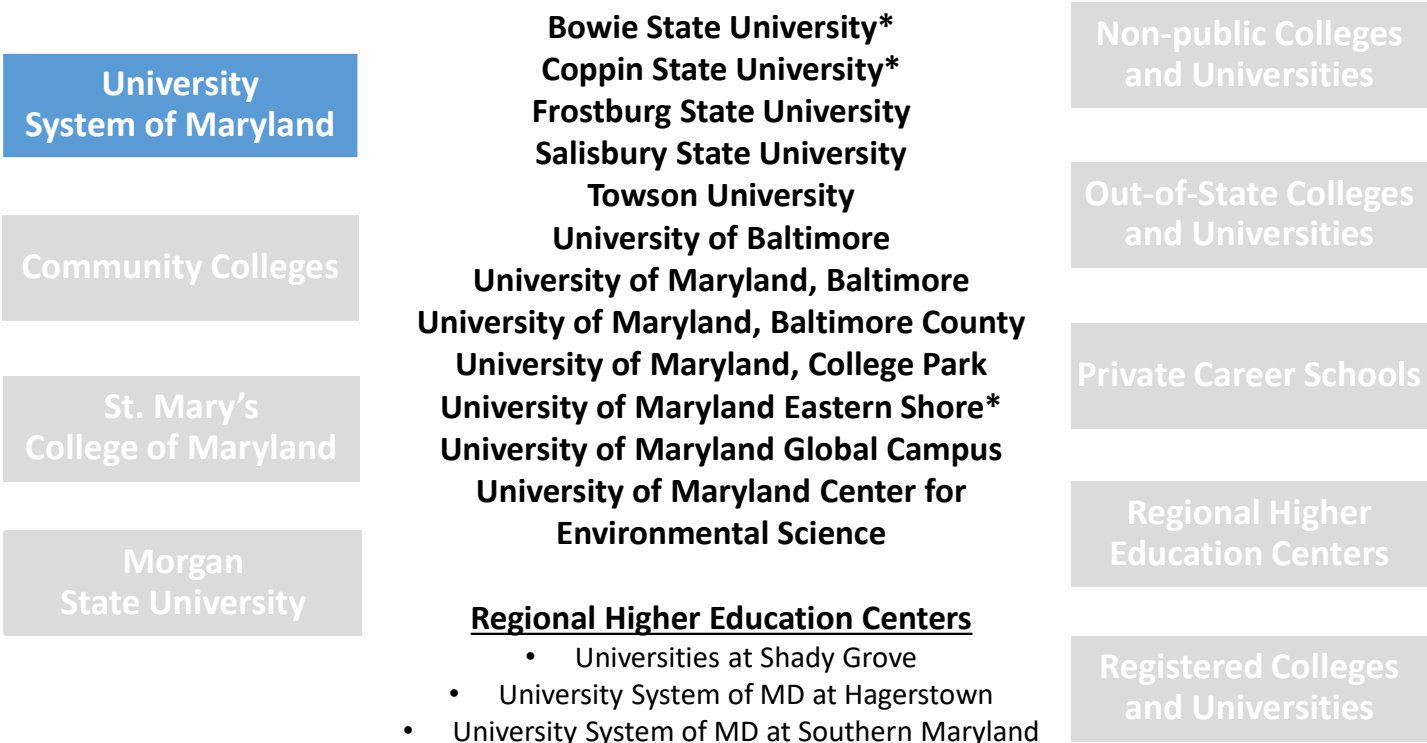 University
System of Maryland
Community Colleges
St. Mary’s
College of Maryland
Morgan
State University
Bowie State University*
Coppin State University*
Frostburg State University
Salisbury State University
Towson University
University of Baltimore
University of Maryland, Baltimore
University of Maryland, Baltimore County
University of Maryland, College Park
University of Maryland Eastern Shore*
University of Maryland Global Campus
University of Maryland Center for
Environmental Science
Regional Higher Education Centers
• Universities at Shady Grove
• University System of MD at Hagerstown
• University System of MD at Southern Maryland
Non-public Colleges
and Universities
Out-of-State Colleges
and Universities
Private Career Schools
Regional Higher
Education Centers
Registered Colleges
and Universities